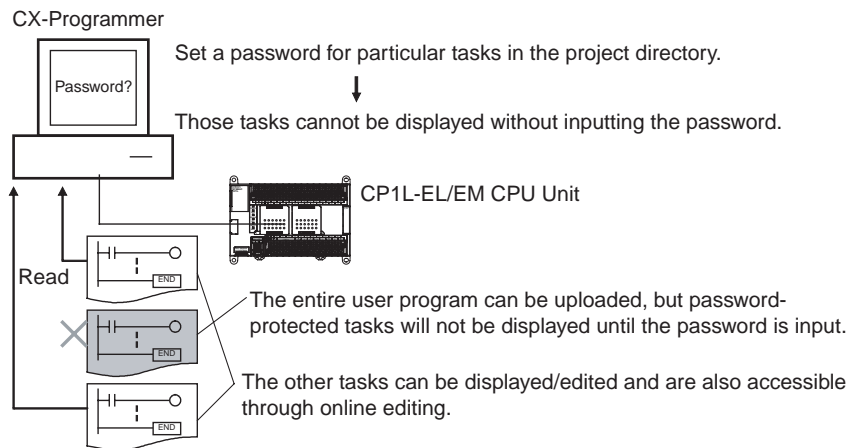 CX-Programmer
Set a password for particular tasks in the project directory.
Password?
Those tasks cannot be displayed without inputting the password.
CP1L-EL/EM CPU Unit
Read
END
The entire user program can be uploaded, but password-
protected tasks will not be displayed until the password is input.
END
The other tasks can be displayed/edited and are also accessible
through online editing.
END